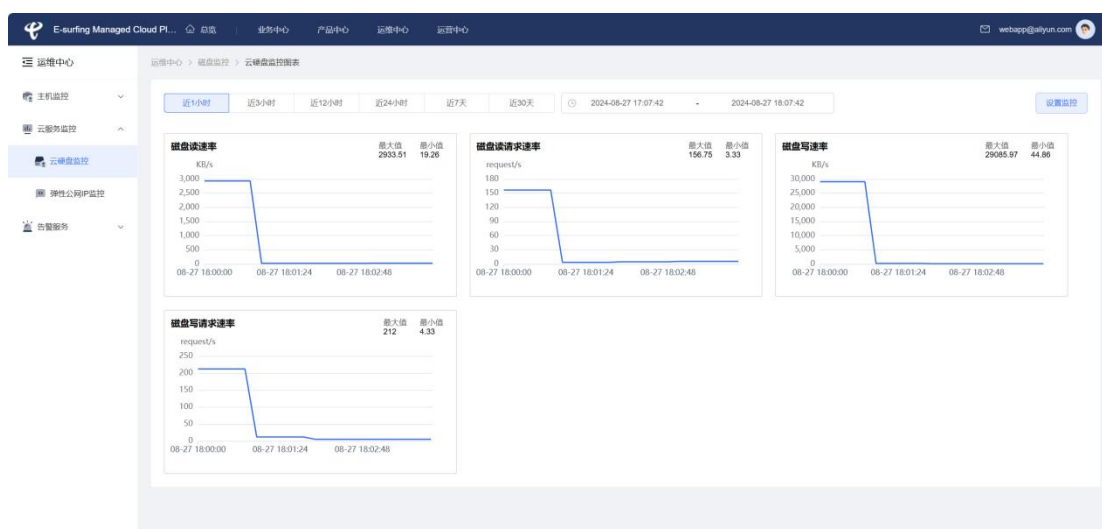 E-surfing Managed Cloud Pl... 总览 业务中心 产品中心 运维中心 运营中心 webapp@aliyun.com
运维中心
主机监控
云服务监控
云硬盘监控
弹性公网IP监控
告警服务
运维中心 > 磁盘监控 > 云硬盘监控图表
近1小时 近3小时 近12小时 近24小时 近7天 近30天 2024-08-27 17:07:42 - 2024-08-27 18:07:42 设置监控
磁盘读速率 最大值 最小值
2933.51 19.26
KB/s
3,000
2,500
2,000
1,500
1,000
500
0
08-27 18:00:00 08-27 18:01:24 08-27 18:02:48
磁盘读请求速率 最大值 最小值
156.75 3.33
request/s
180
150
120
90
60
30
0
08-27 18:00:00 08-27 18:01:24 08-27 18:02:48
磁盘写速率 最大值 最小值
29085.97 44.86
KB/s
30,000
25,000
20,000
15,000
10,000
5,000
0
08-27 18:00:00 08-27 18:01:24 08-27 18:02:48
磁盘写请求速率 最大值 最小值
212 4.33
request/s
250
200
150
100
50
0
08-27 18:00:00 08-27 18:01:24 08-27 18:02:48